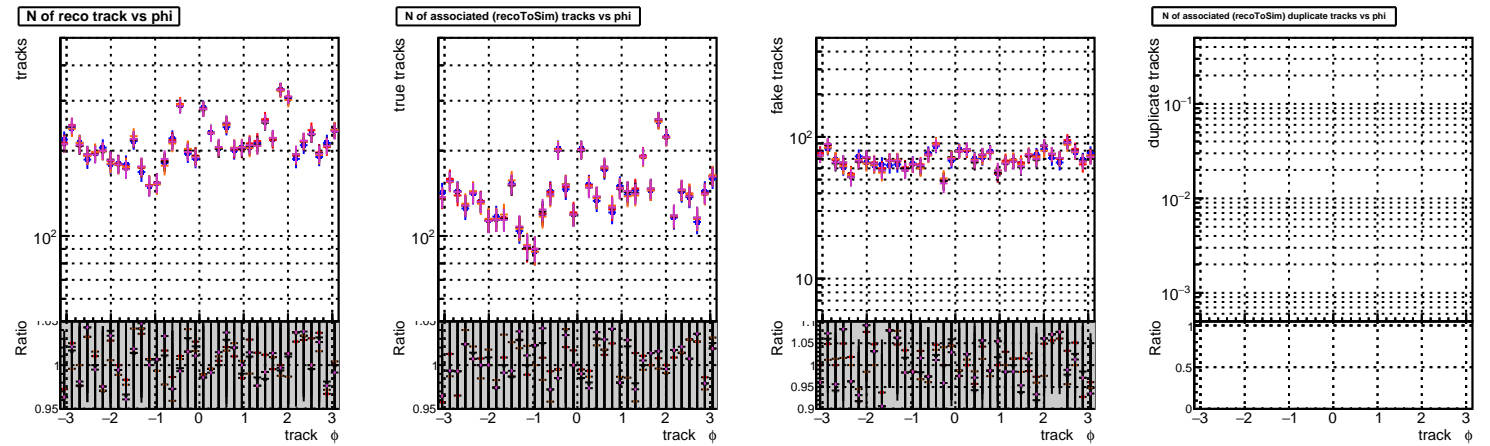 N of reco track vs phi
tracks
10²
Ratio
1.05
1
0.95
−3 −2 −1 0 1 2 3
track ϕ
N of associated (recoToSim) tracks vs phi
true tracks
10²
Ratio
1.05
1
0.95
−3 −2 −1 0 1 2 3
track ϕ
fake tracks
10²
10
Ratio
1.1
1.05
1
0.95
0.9
−3 −2 −1 0 1 2 3
track ϕ
N of associated (recoToSim) duplicate tracks vs phi
duplicate tracks
10⁻¹
10⁻²
10⁻³
Ratio
1
0.5
0
−3 −2 −1 0 1 2 3
track ϕ